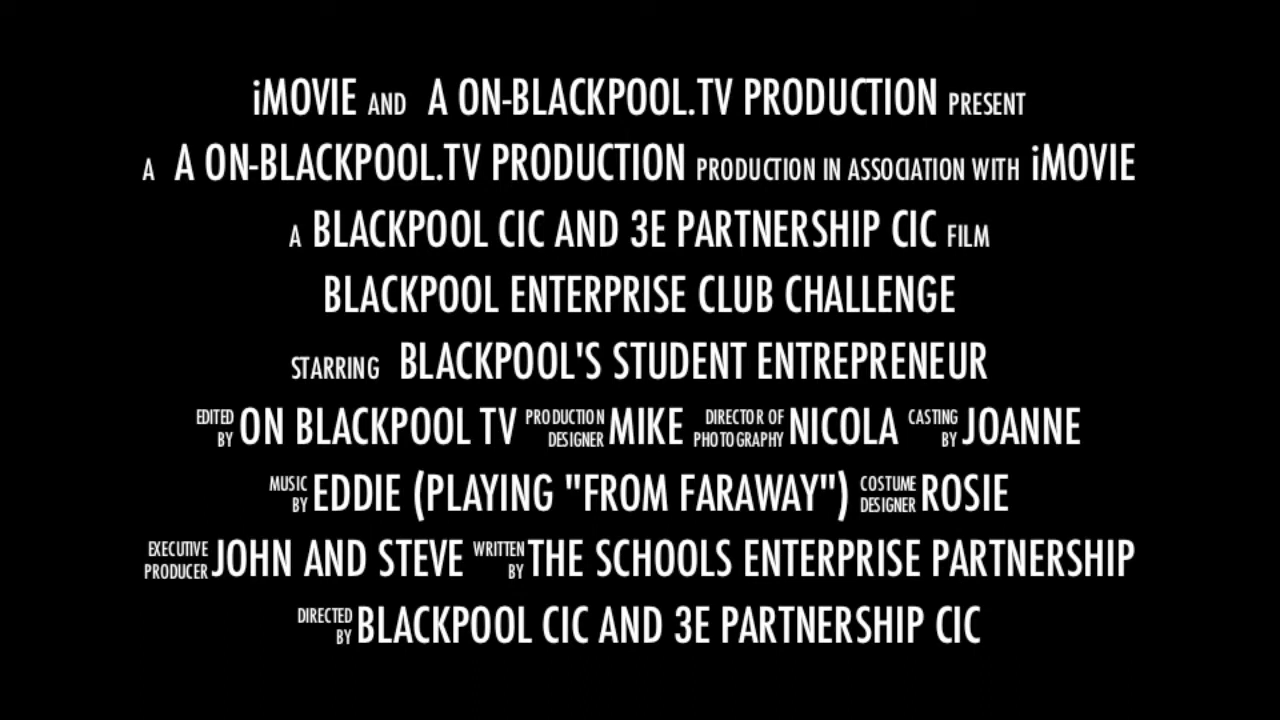 iMOVIE AND A ON-BLACKPOOL.TV PRODUCTION PRESENT
A A ON-BLACKPOOL.TV PRODUCTION PRODUCTION IN ASSOCIATION WITH iMOVIE
A BLACKPOOL CIC AND 3E PARTNERSHIP CIC FILM
BLACKPOOL ENTERPRISE CLUB CHALLENGE
STARRING BLACKPOOL'S STUDENT ENTREPRENEUR
EDITED BY ON BLACKPOOL TV PRODUCTION DESIGNER MIKE DIRECTOR OF PHOTOGRAPHY NICOLA CASTING BY JOANNE
MUSIC BY EDDIE (PLAYING "FROM FARAWAY") COSTUME DESIGNER ROSIE
EXECUTIVE PRODUCER JOHN AND STEVE WRITTEN BY THE SCHOOLS ENTERPRISE PARTNERSHIP
DIRECTED BY BLACKPOOL CIC AND 3E PARTNERSHIP CIC